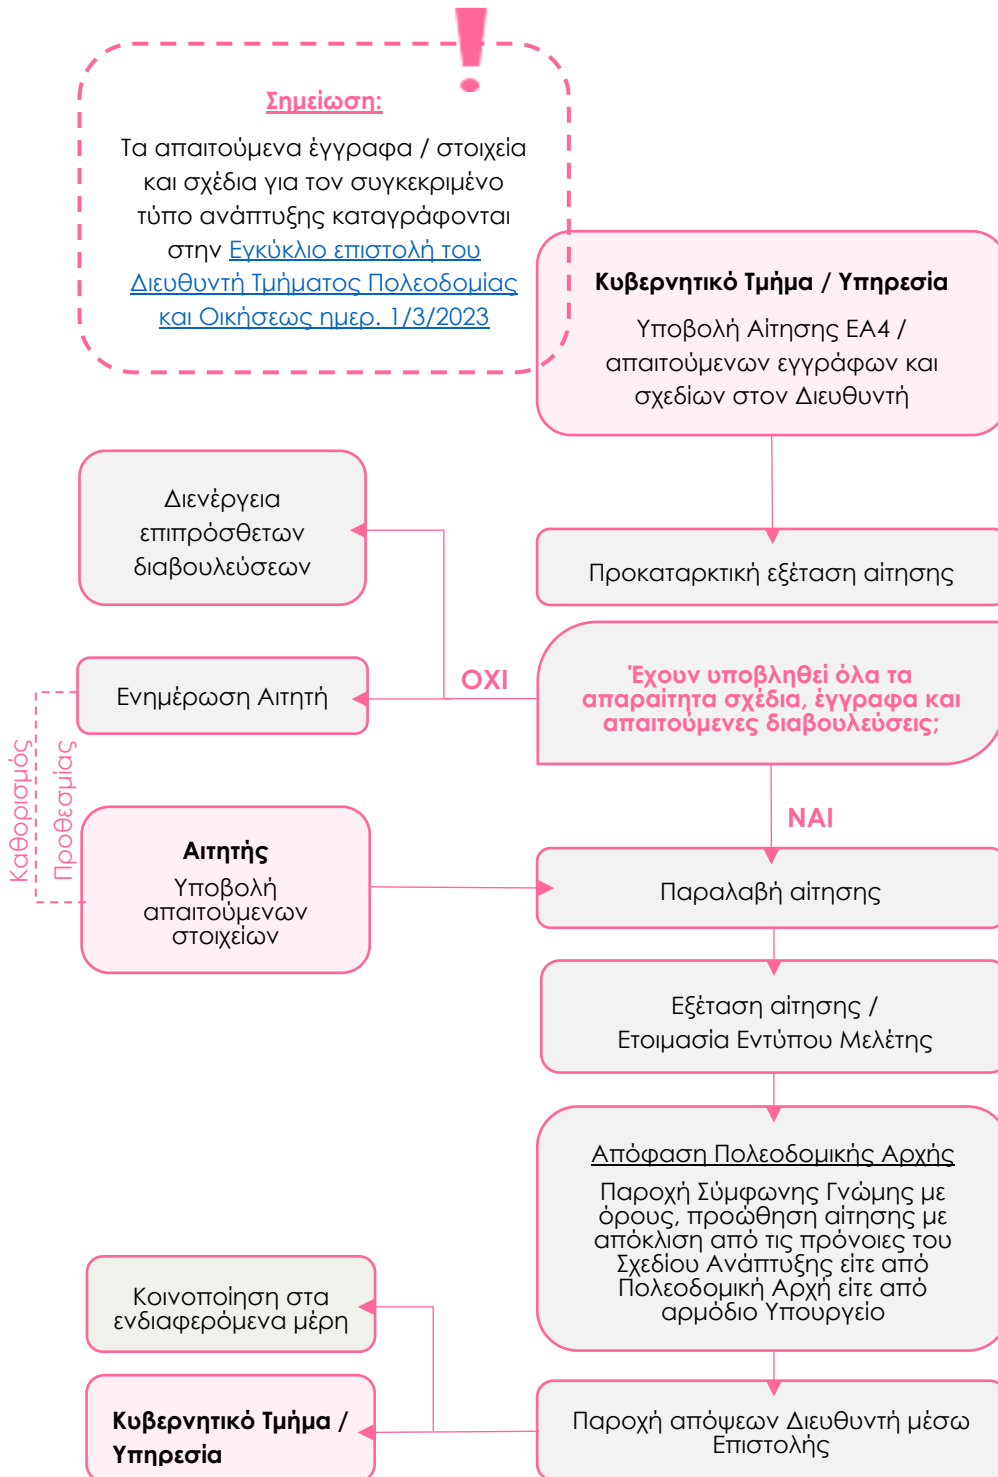 Σημείωση:
Τα απαιτούμενα έγγραφα / στοιχεία
και σχέδια για τον συγκεκριμένο
τύπο ανάπτυξης καταγράφονται
στην Εγκύκλιο επιστολή του
Διευθυντή Τμήματος Πολεοδομίας
και Οικήσεως ημερ. 1/3/2023
Κυβερνητικό Τμήμα / Υπηρεσία
Υποβολή Αίτησης ΕΑ4 /
απαιτούμενων εγγράφων και
σχεδίων στον Διευθυντή
Διενέργεια
επιπρόσθετων
διαβουλεύσεων
Προκαταρκτική εξέταση αίτησης
Ενημέρωση Αιτητή
ΟΧΙ
Έχουν υποβληθεί όλα τα
απαραίτητα σχέδια, έγγραφα και
απαιτούμενες διαβουλεύσεις;
Καθορισμός
Προθεσμίας
ΝΑΙ
Αιτητής
Υποβολή
απαιτούμενων
στοιχείων
Παραλαβή αίτησης
Εξέταση αίτησης /
Ετοιμασία Εντύπου Μελέτης
Απόφαση Πολεοδομικής Αρχής
Παροχή Σύμφωνης Γνώμης με
όρους, προώθηση αίτησης με
απόκλιση από τις πρόνοιες του
Σχεδίου Ανάπτυξης είτε από
Πολεοδομική Αρχή είτε από
αρμόδιο Υπουργείο
Κοινοποίηση στα
ενδιαφερόμενα μέρη
Κυβερνητικό Τμήμα /
Υπηρεσία
Παροχή απόψεων Διευθυντή μέσω
Επιστολής